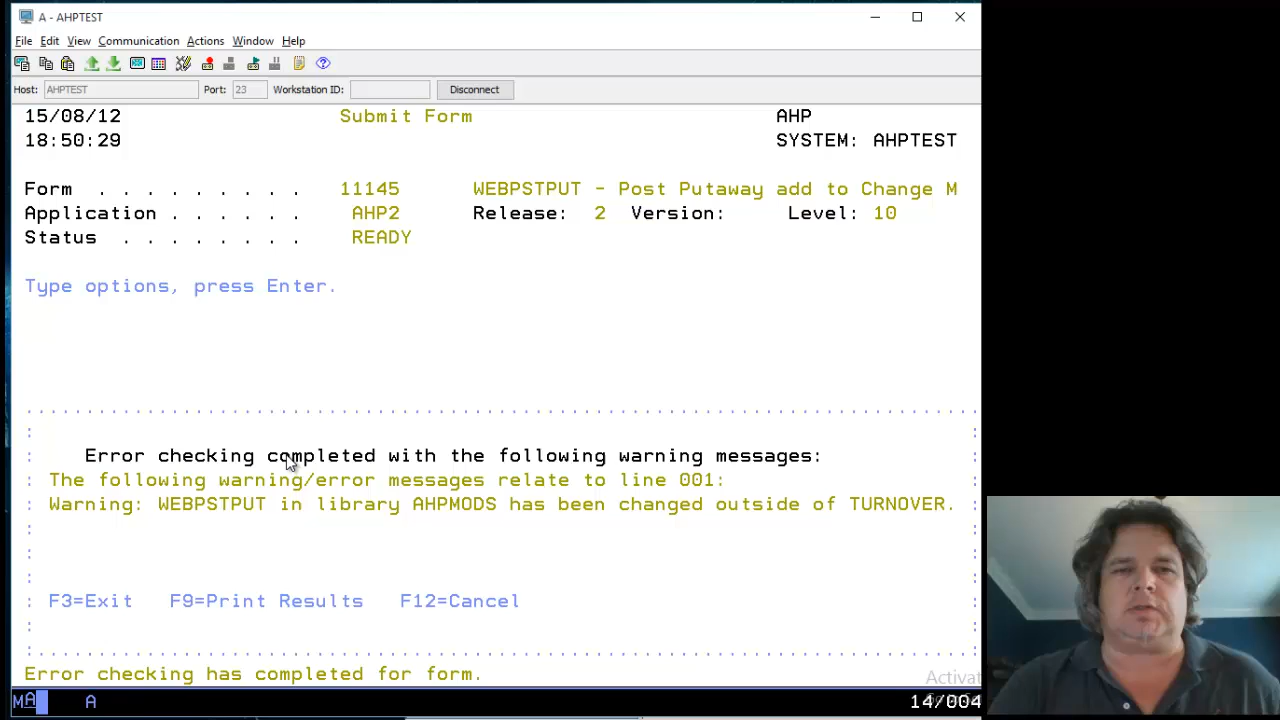 A - AHPTEST
File Edit View Communication Actions Window Help
Host: AHPTEST Port: 23 Workstation ID: Disconnect
15/08/12 Submit Form AHP
18:50:29 SYSTEM: AHPTEST
Form . . . . . . . . . 11145 WEBPSTPUT - Post Putaway add to Change M
Application . . . . . . AHP2 Release: 2 Version: Level: 10
Status . . . . . . . . READY
Type options, press Enter.
Error checking completed with the following warning messages:
The following warning/error messages relate to line 001:
Warning: WEBPSTPUT in library AHPMODS has been changed outside of TURNOVER.
F3=Exit F9=Print Results F12=Cancel
Error checking has completed for form.
Activat
MA A 14/004